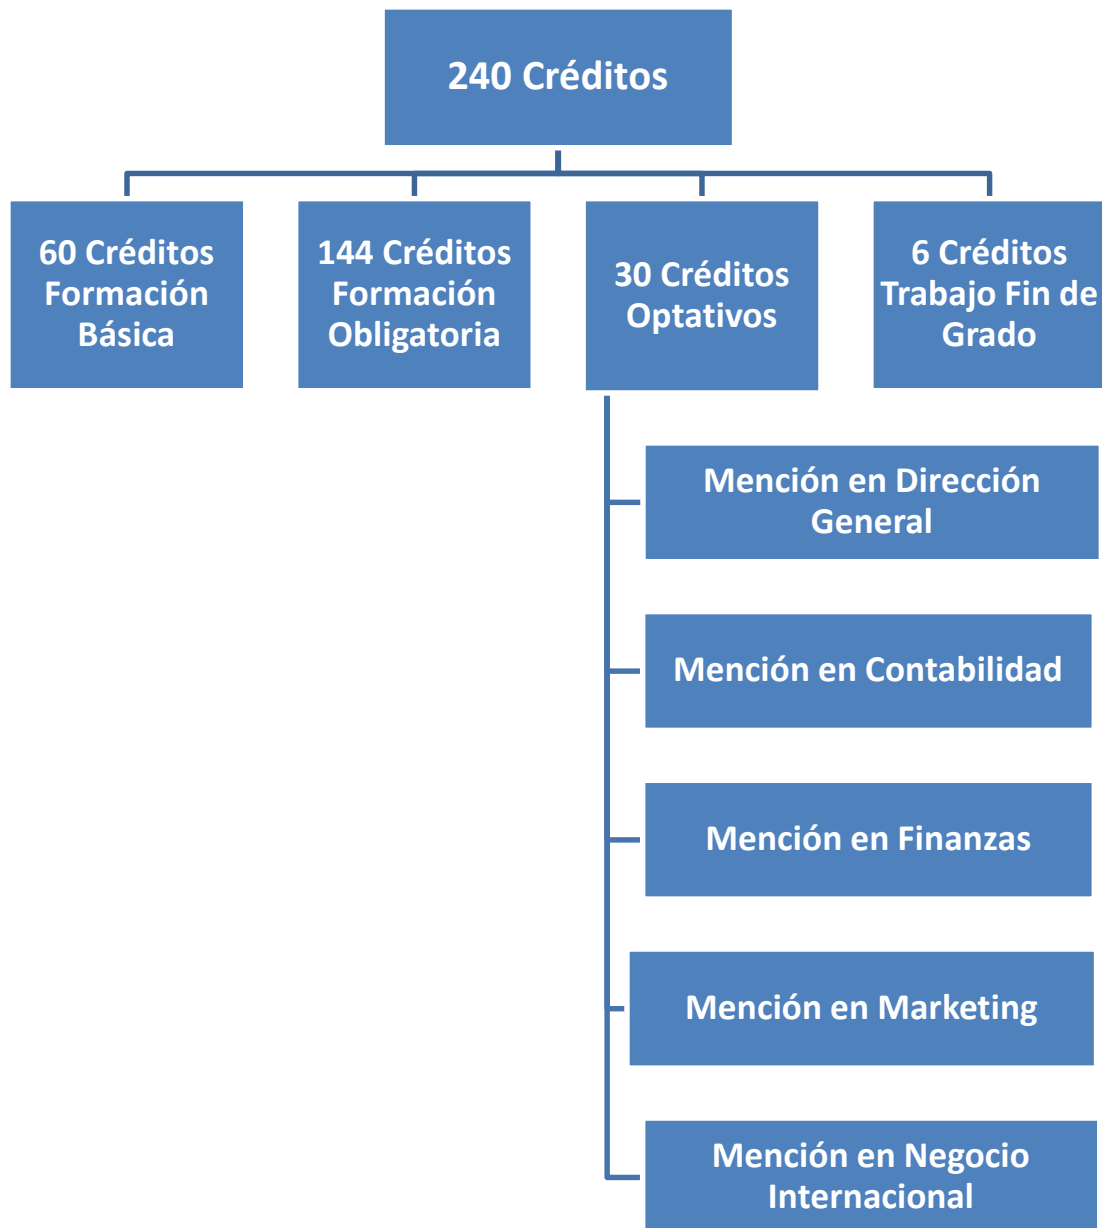 240 Créditos
60 Créditos
Formación
Básica
144 Créditos
Formación
Obligatoria
30 Créditos
Optativos
6 Créditos
Trabajo Fin de
Grado
Mención en Dirección
General
Mención en Contabilidad
Mención en Finanzas
Mención en Marketing
Mención en Negocio
Internacional